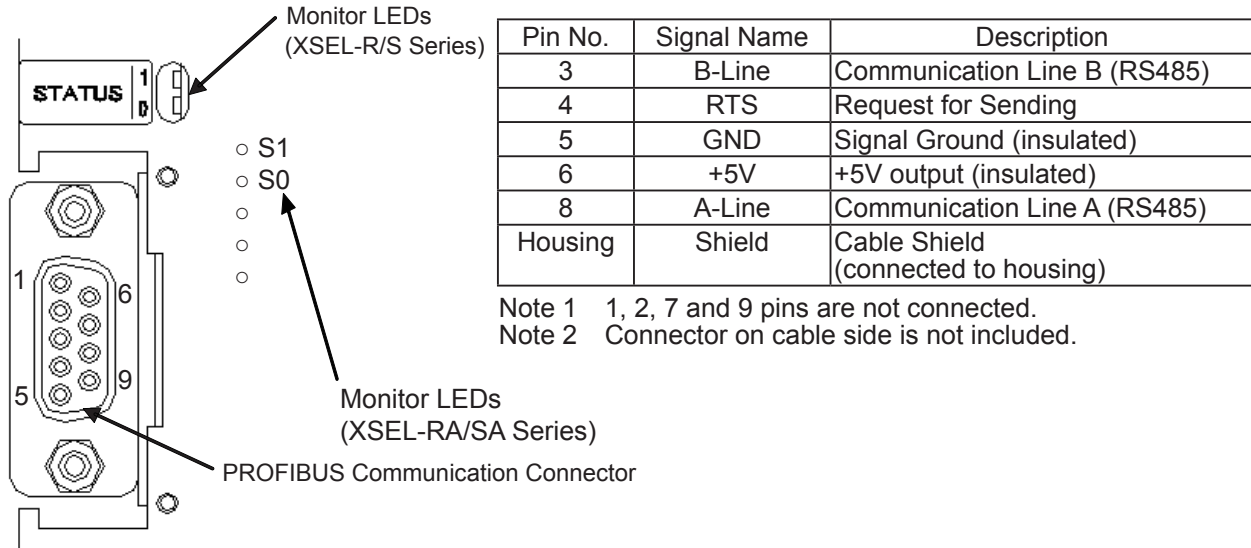 Monitor LEDs
(XSEL-R/S Series)
STATUS
1
0
S1
S0
1
6
5
9
Monitor LEDs
(XSEL-RA/SA Series)
PROFIBUS Communication Connector
Pin No. Signal Name Description
3 B-Line Communication Line B (RS485)
4 RTS Request for Sending
5 GND Signal Ground (insulated)
6 +5V +5V output (insulated)
8 A-Line Communication Line A (RS485)
Housing Shield Cable Shield
(connected to housing)
Note 1 1, 2, 7 and 9 pins are not connected.
Note 2 Connector on cable side is not included.